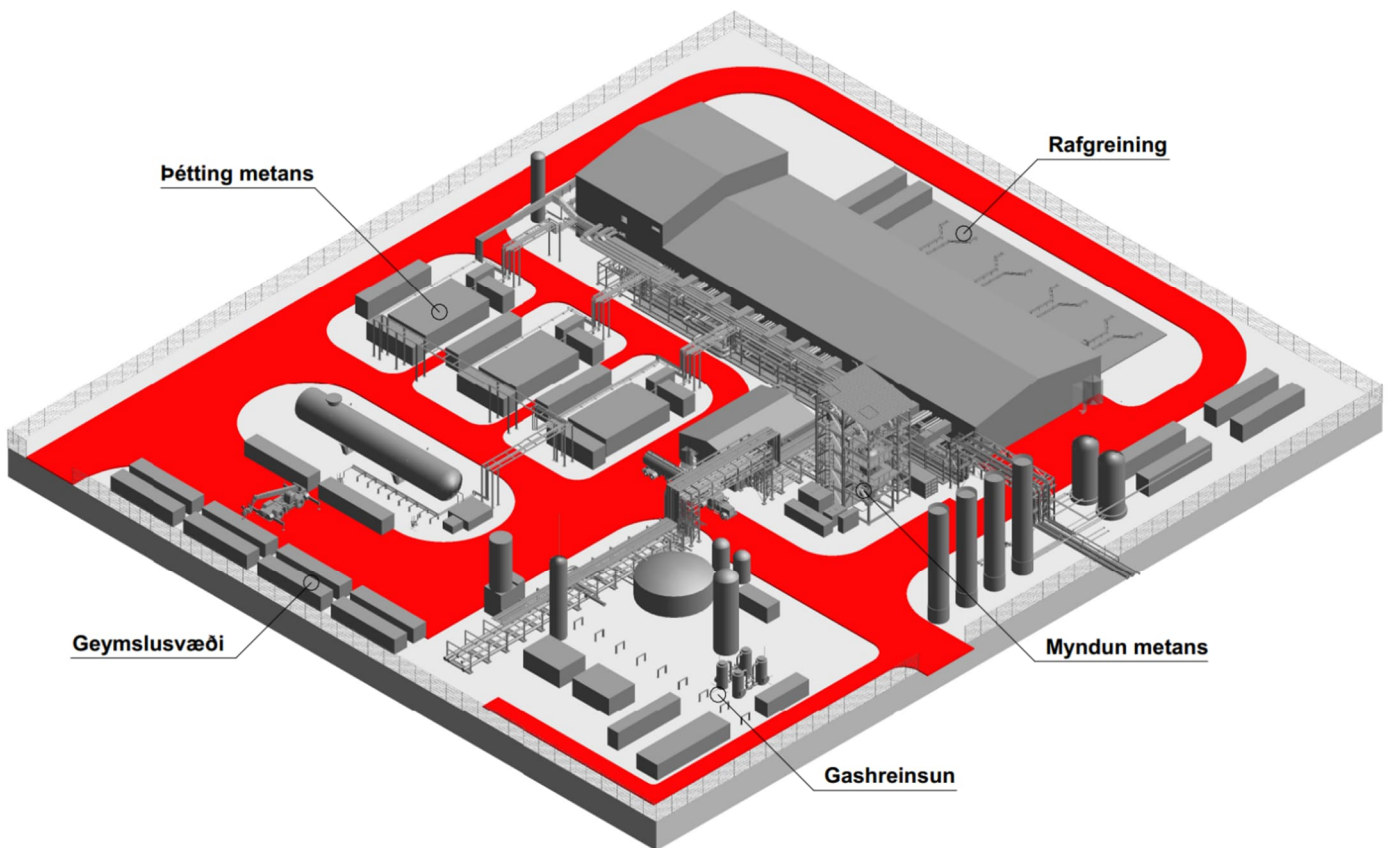 Rafgreining
Þétting metans
Geymslusvæði
Myndun metans
Gashreinsun